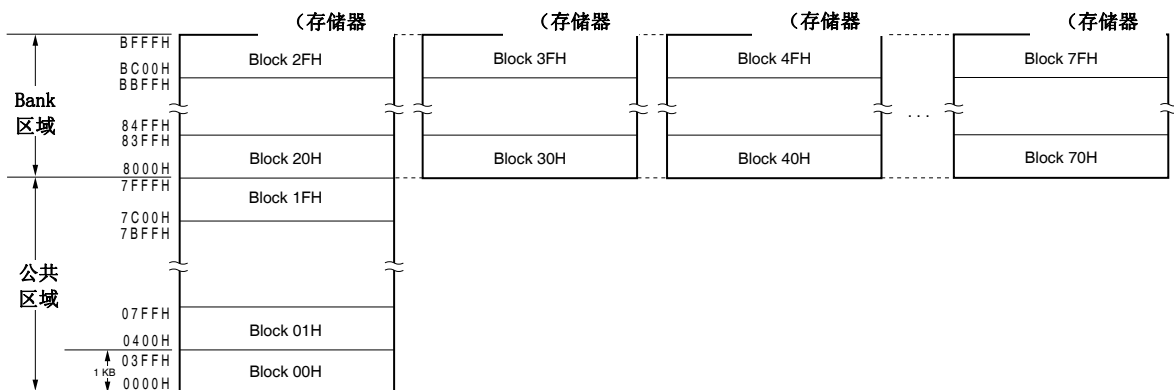 （存储器 （存储器 （存储器 （存储器
BFFFH
Block 2FH Block 3FH Block 4FH Block 7FH
BC00H
BBFFH
Bank
区域
...
84FFH
83FFH
Block 20H Block 30H Block 40H Block 70H
8000H
7FFFH
Block 1FH
7C00H
7BFFH
公共
区域
07FFH
Block 01H
0400H
03FFH
1 KB
Block 00H
0000H